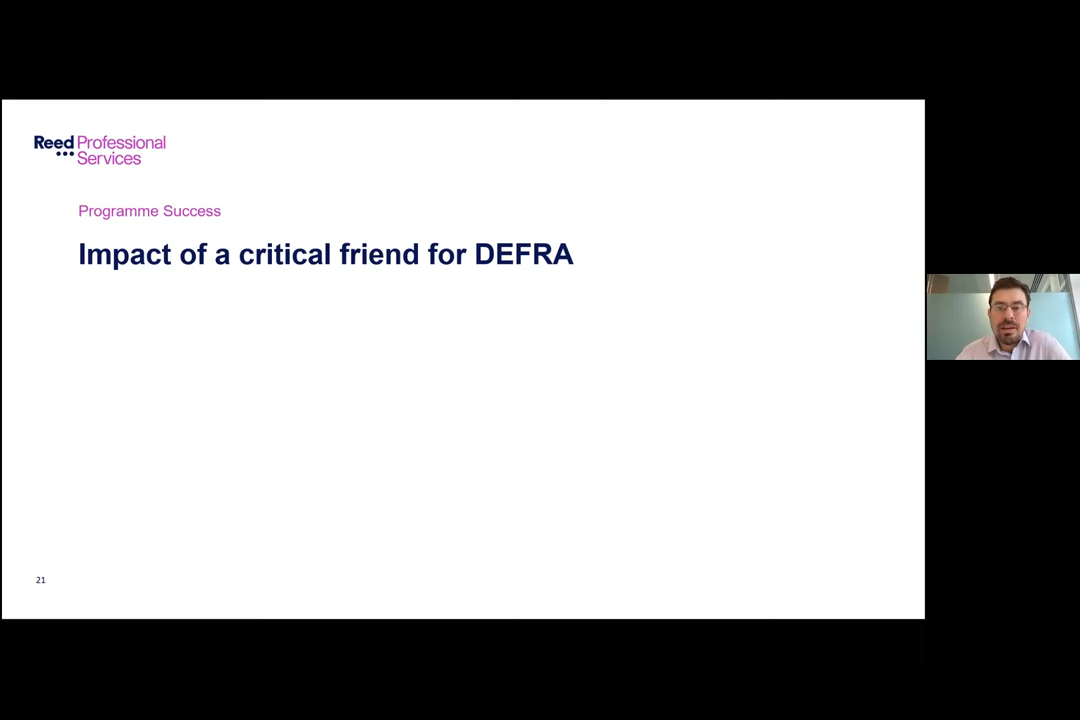 Reed Professional
Services
Programme Success
Impact of a critical friend for DEFRA
21